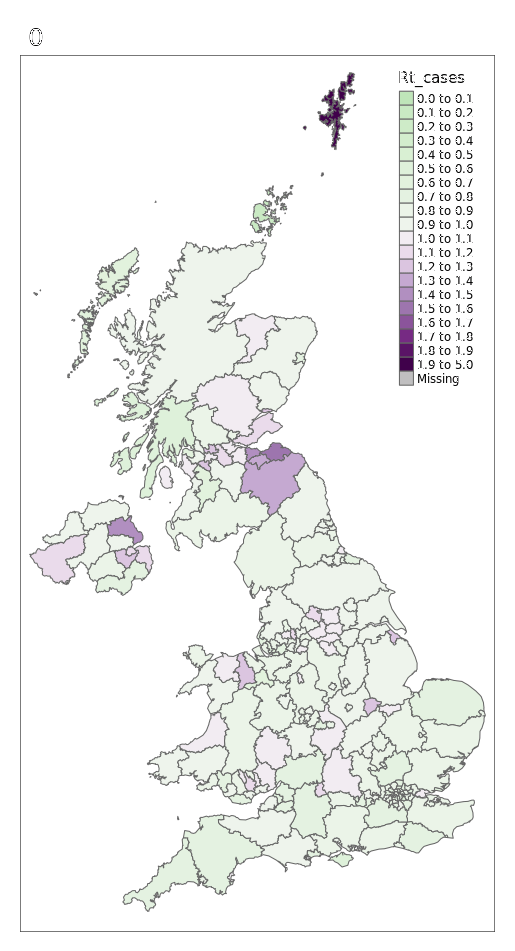 0
Rt_cases
0.0 to 0.1
0.1 to 0.2
0.2 to 0.3
0.3 to 0.4
0.4 to 0.5
0.5 to 0.6
0.6 to 0.7
0.7 to 0.8
0.8 to 0.9
0.9 to 1.0
1.0 to 1.1
1.1 to 1.2
1.2 to 1.3
1.3 to 1.4
1.4 to 1.5
1.5 to 1.6
1.6 to 1.7
1.7 to 1.8
1.8 to 1.9
1.9 to 5.0
Missing